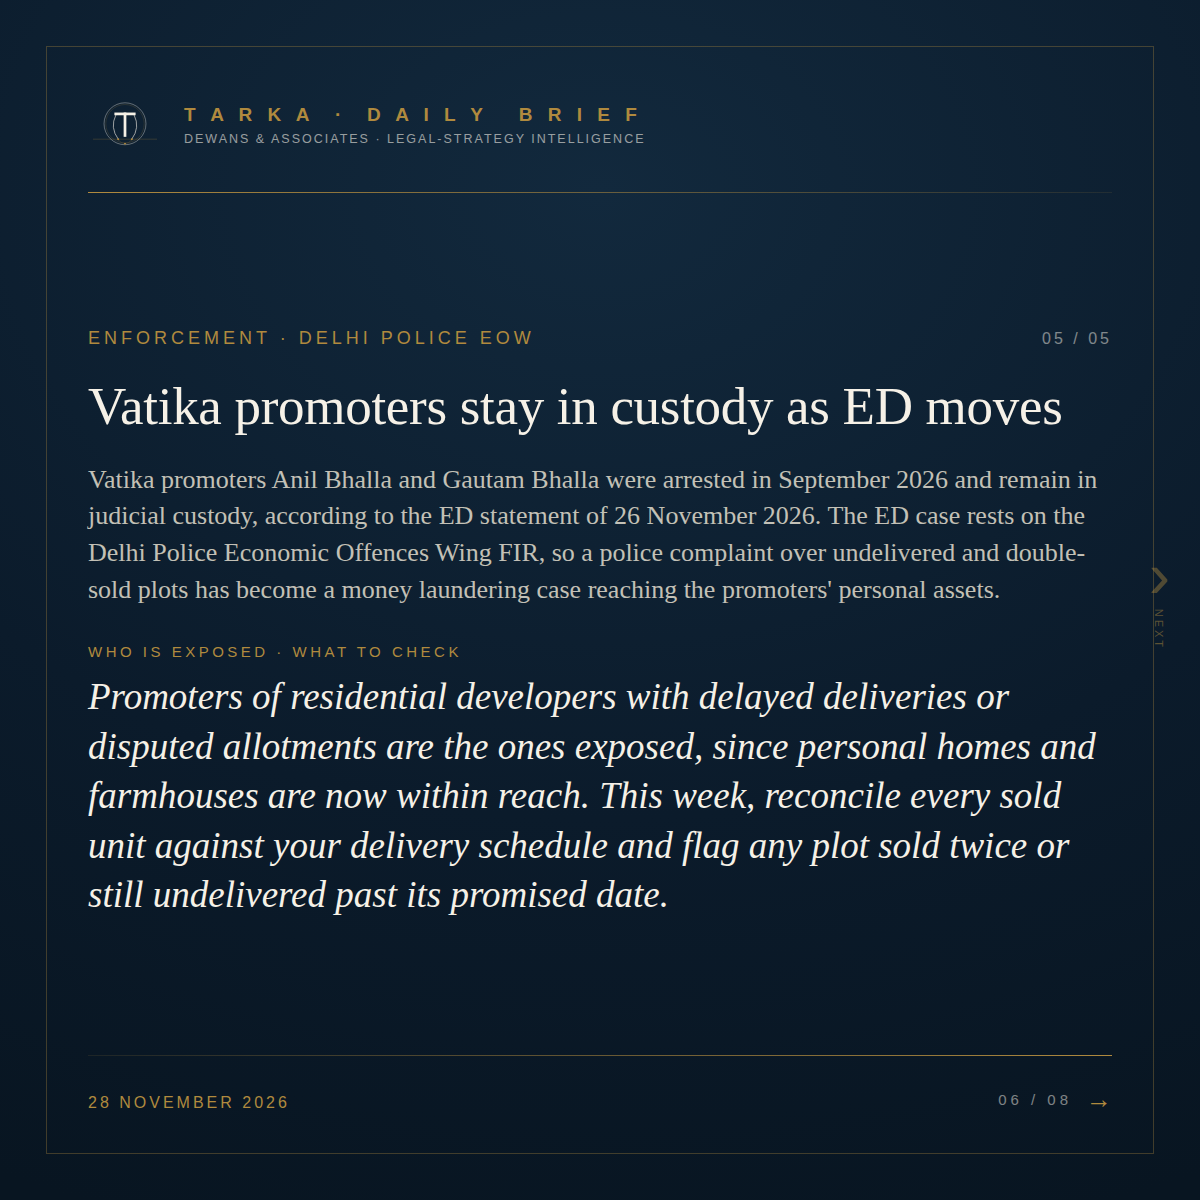 TARKA · DAILY BRIEF
DEWANS & ASSOCIATES · LEGAL-STRATEGY INTELLIGENCE
ENFORCEMENT · DELHI POLICE EOW
05 / 05
Vatika promoters stay in custody as ED moves
Vatika promoters Anil Bhalla and Gautam Bhalla were arrested in September 2026 and remain in
judicial custody, according to the ED statement of 26 November 2026. The ED case rests on the
Delhi Police Economic Offences Wing FIR, so a police complaint over undelivered and double-
sold plots has become a money laundering case reaching the promoters' personal assets.
NEXT
WHO IS EXPOSED · WHAT TO CHECK
Promoters of residential developers with delayed deliveries or
disputed allotments are the ones exposed, since personal homes and
farmhouses are now within reach. This week, reconcile every sold
unit against your delivery schedule and flag any plot sold twice or
still undelivered past its promised date.
28 NOVEMBER 2026
06 / 08 →